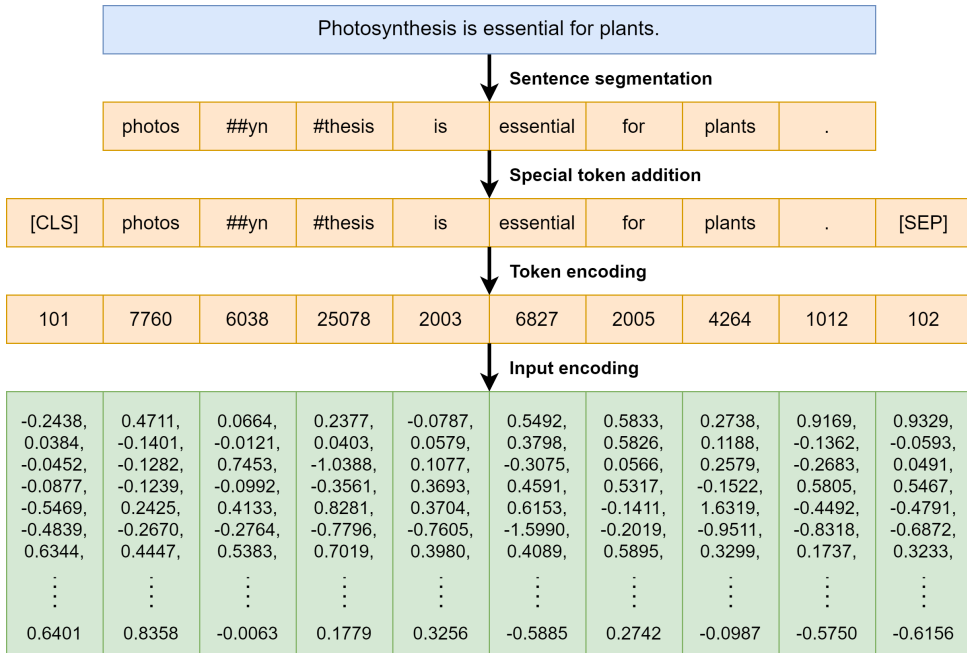 Photosynthesis is essential for plants.
Sentence segmentation
photos ##yn #thesis is essential for plants .
Special token addition
[CLS] photos ##yn #thesis is essential for plants . [SEP]
Token encoding
101 7760 6038 25078 2003 6827 2005 4264 1012 102
Input encoding
-0.2438, 0.4711, 0.0664, 0.2377, -0.0787, 0.5492, 0.5833, 0.2738, 0.9169, 0.9329,
0.0384, -0.1401, -0.0121, 0.0403, 0.0579, 0.3798, 0.5826, 0.1188, -0.1362, -0.0593,
-0.0452, -0.1282, 0.7453, -1.0388, 0.1077, -0.3075, 0.0566, 0.2579, -0.2683, 0.0491,
-0.0877, -0.1239, -0.0992, -0.3561, 0.3693, 0.4591, 0.5317, -0.1522, 0.5805, 0.5467,
-0.5469, 0.2425, 0.4133, 0.8281, 0.3704, 0.6153, -0.1411, 1.6319, -0.4492, -0.4791,
-0.4839, -0.2670, -0.2764, -0.7796, -0.7605, -1.5990, -0.2019, -0.9511, -0.8318, -0.6872,
0.6344, 0.4447, 0.5383, 0.7019, 0.3980, 0.4089, 0.5895, 0.3299, 0.1737, 0.3233,
0.6401 0.8358 -0.0063 0.1779 0.3256 -0.5885 0.2742 -0.0987 -0.5750 -0.6156